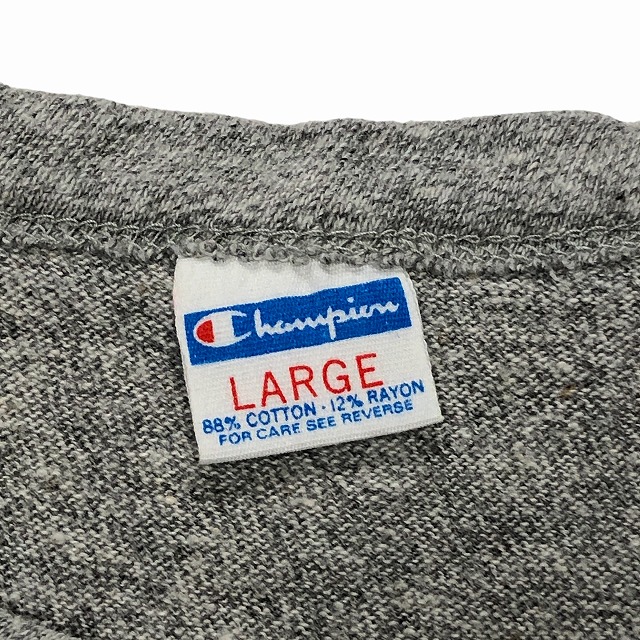 Champion
LARGE
88% COTTON · 12% RAYON
FOR CARE SEE REVERSE